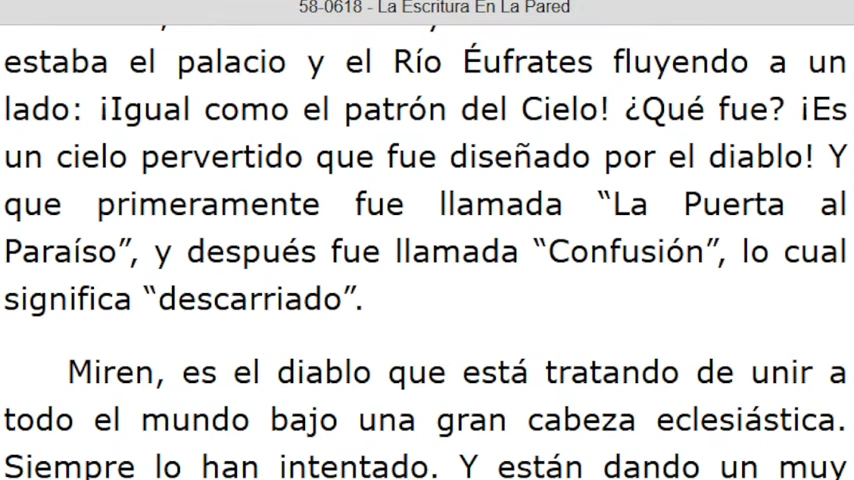 58-0618 - La Escritura En La Pared
estaba el palacio y el Río Éufrates fluyendo a un
lado: ¡Igual como el patrón del Cielo! ¿Qué fue? ¡Es
un cielo pervertido que fue diseñado por el diablo! Y
que primeramente fue llamada “La Puerta al
Paraíso”, y después fue llamada “Confusión”, lo cual
significa “descarriado”.
Miren, es el diablo que está tratando de unir a
todo el mundo bajo una gran cabeza eclesiástica.
Siempre lo han intentado. Y están dando un muy